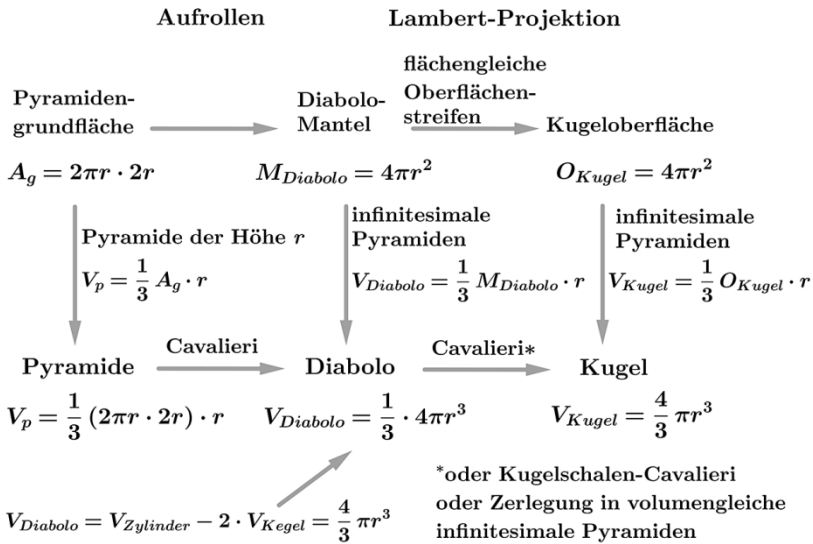 Aufrollen
Lambert-Projektion
Pyramiden-
grundfläche
Diabolo-
Mantel
flächengleiche
Oberflächen-
streifen
Kugeloberfläche
A_g = 2πr · 2r
M_Diabolo = 4πr²
O_Kugel = 4πr²
Pyramide der Höhe r
V_p = 1/3 A_g · r
infinitesimale
Pyramiden
V_Diabolo = 1/3 M_Diabolo · r
infinitesimale
Pyramiden
V_Kugel = 1/3 O_Kugel · r
Pyramide
Cavalieri
Diabolo
Cavalieri*
Kugel
V_p = 1/3 (2πr · 2r) · r
V_Diabolo = 1/3 · 4πr³
V_Kugel = 4/3 πr³
V_Diabolo = V_Zylinder − 2 · V_Kegel = 4/3 πr³
*oder Kugelschalen-Cavalieri
oder Zerlegung in volumengleiche
infinitesimale Pyramiden